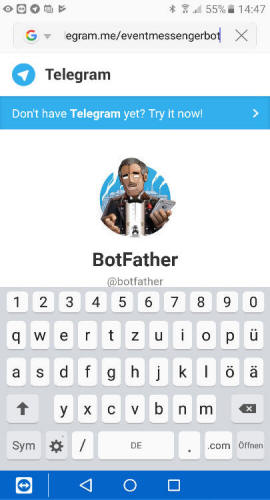 55% 14:47
legram.me/eventmessengerbot
Telegram
Don't have Telegram yet? Try it now!
BotFather
@botfather
1 2 3 4 5 6 7 8 9 0
q w e r t z u i o p ü
a s d f g h j k l ö ä
y x c v b n m
Sym / DE . .com Öffnen